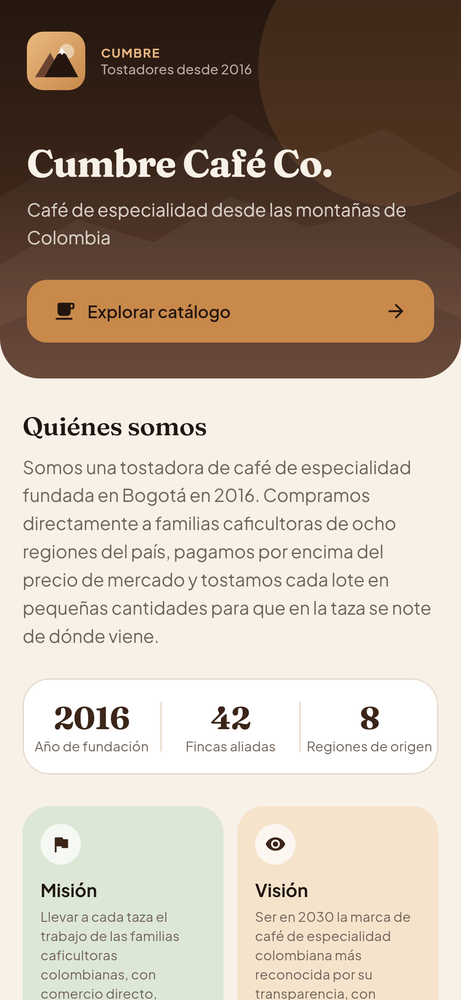 CUMBRE
Tostadores desde 2016
Cumbre Café Co.
Café de especialidad desde las montañas de
Colombia
Explorar catálogo
Quiénes somos
Somos una tostadora de café de especialidad
fundada en Bogotá en 2016. Compramos
directamente a familias caficultoras de ocho
regiones del país, pagamos por encima del
precio de mercado y tostamos cada lote en
pequeñas cantidades para que en la taza se note
de dónde viene.
2016
Año de fundación
42
Fincas aliadas
8
Regiones de origen
Misión
Llevar a cada taza el
trabajo de las familias
caficultoras
colombianas, con
comercio directo,
Visión
Ser en 2030 la marca de
café de especialidad
colombiana más
reconocida por su
transparencia, con